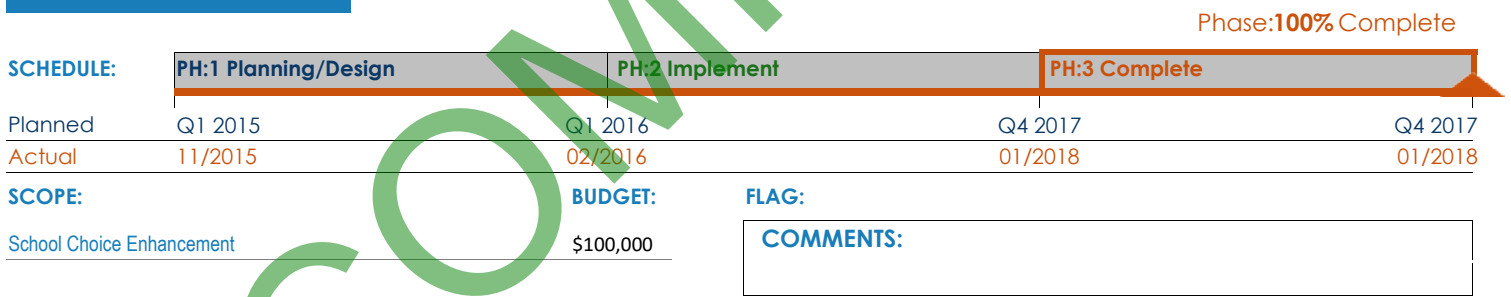 Phase:100% Complete
SCHEDULE: PH:1 Planning/Design PH:2 Implement PH:3 Complete
Planned Q1 2015 Q1 2016 Q4 2017 Q4 2017
Actual 11/2015 02/2016 01/2018 01/2018
SCOPE: BUDGET: FLAG:
School Choice Enhancement $100,000 COMMENTS: